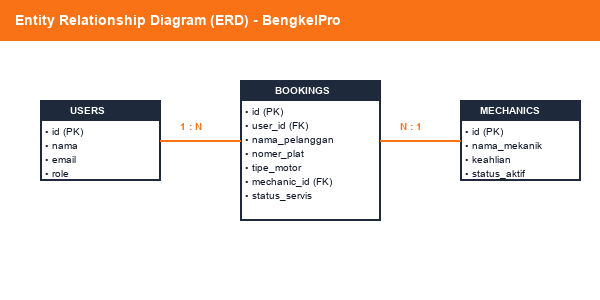 Entity Relationship Diagram (ERD) - BengkelPro
USERS
• id (PK)
• nama
• email
• role
1 : N
BOOKINGS
• id (PK)
• user_id (FK)
• nama_pelanggan
• nomer_plat
• tipe_motor
• mechanic_id (FK)
• status_servis
N : 1
MECHANICS
• id (PK)
• nama_mekanik
• keahlian
• status_aktif